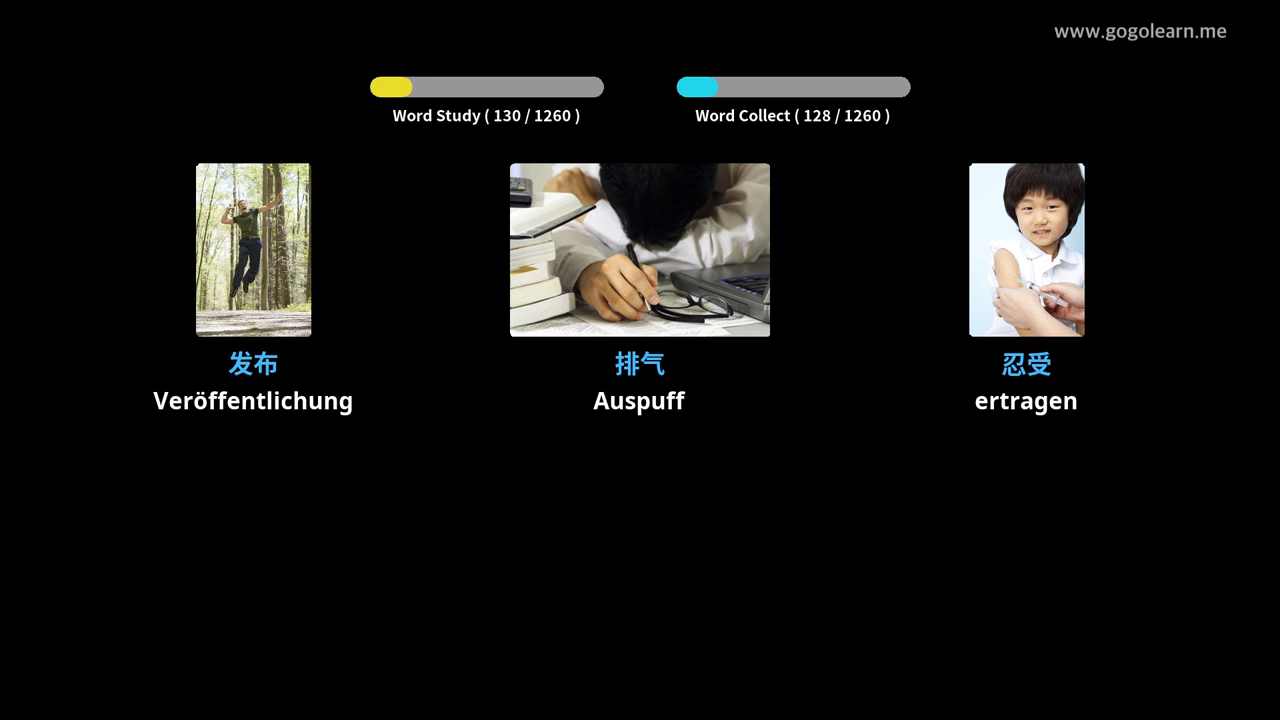 www.gogolearn.me
Word Study ( 130 / 1260 )
Word Collect ( 128 / 1260 )
发布
排气
忍受
Veröffentlichung
Auspuff
ertragen